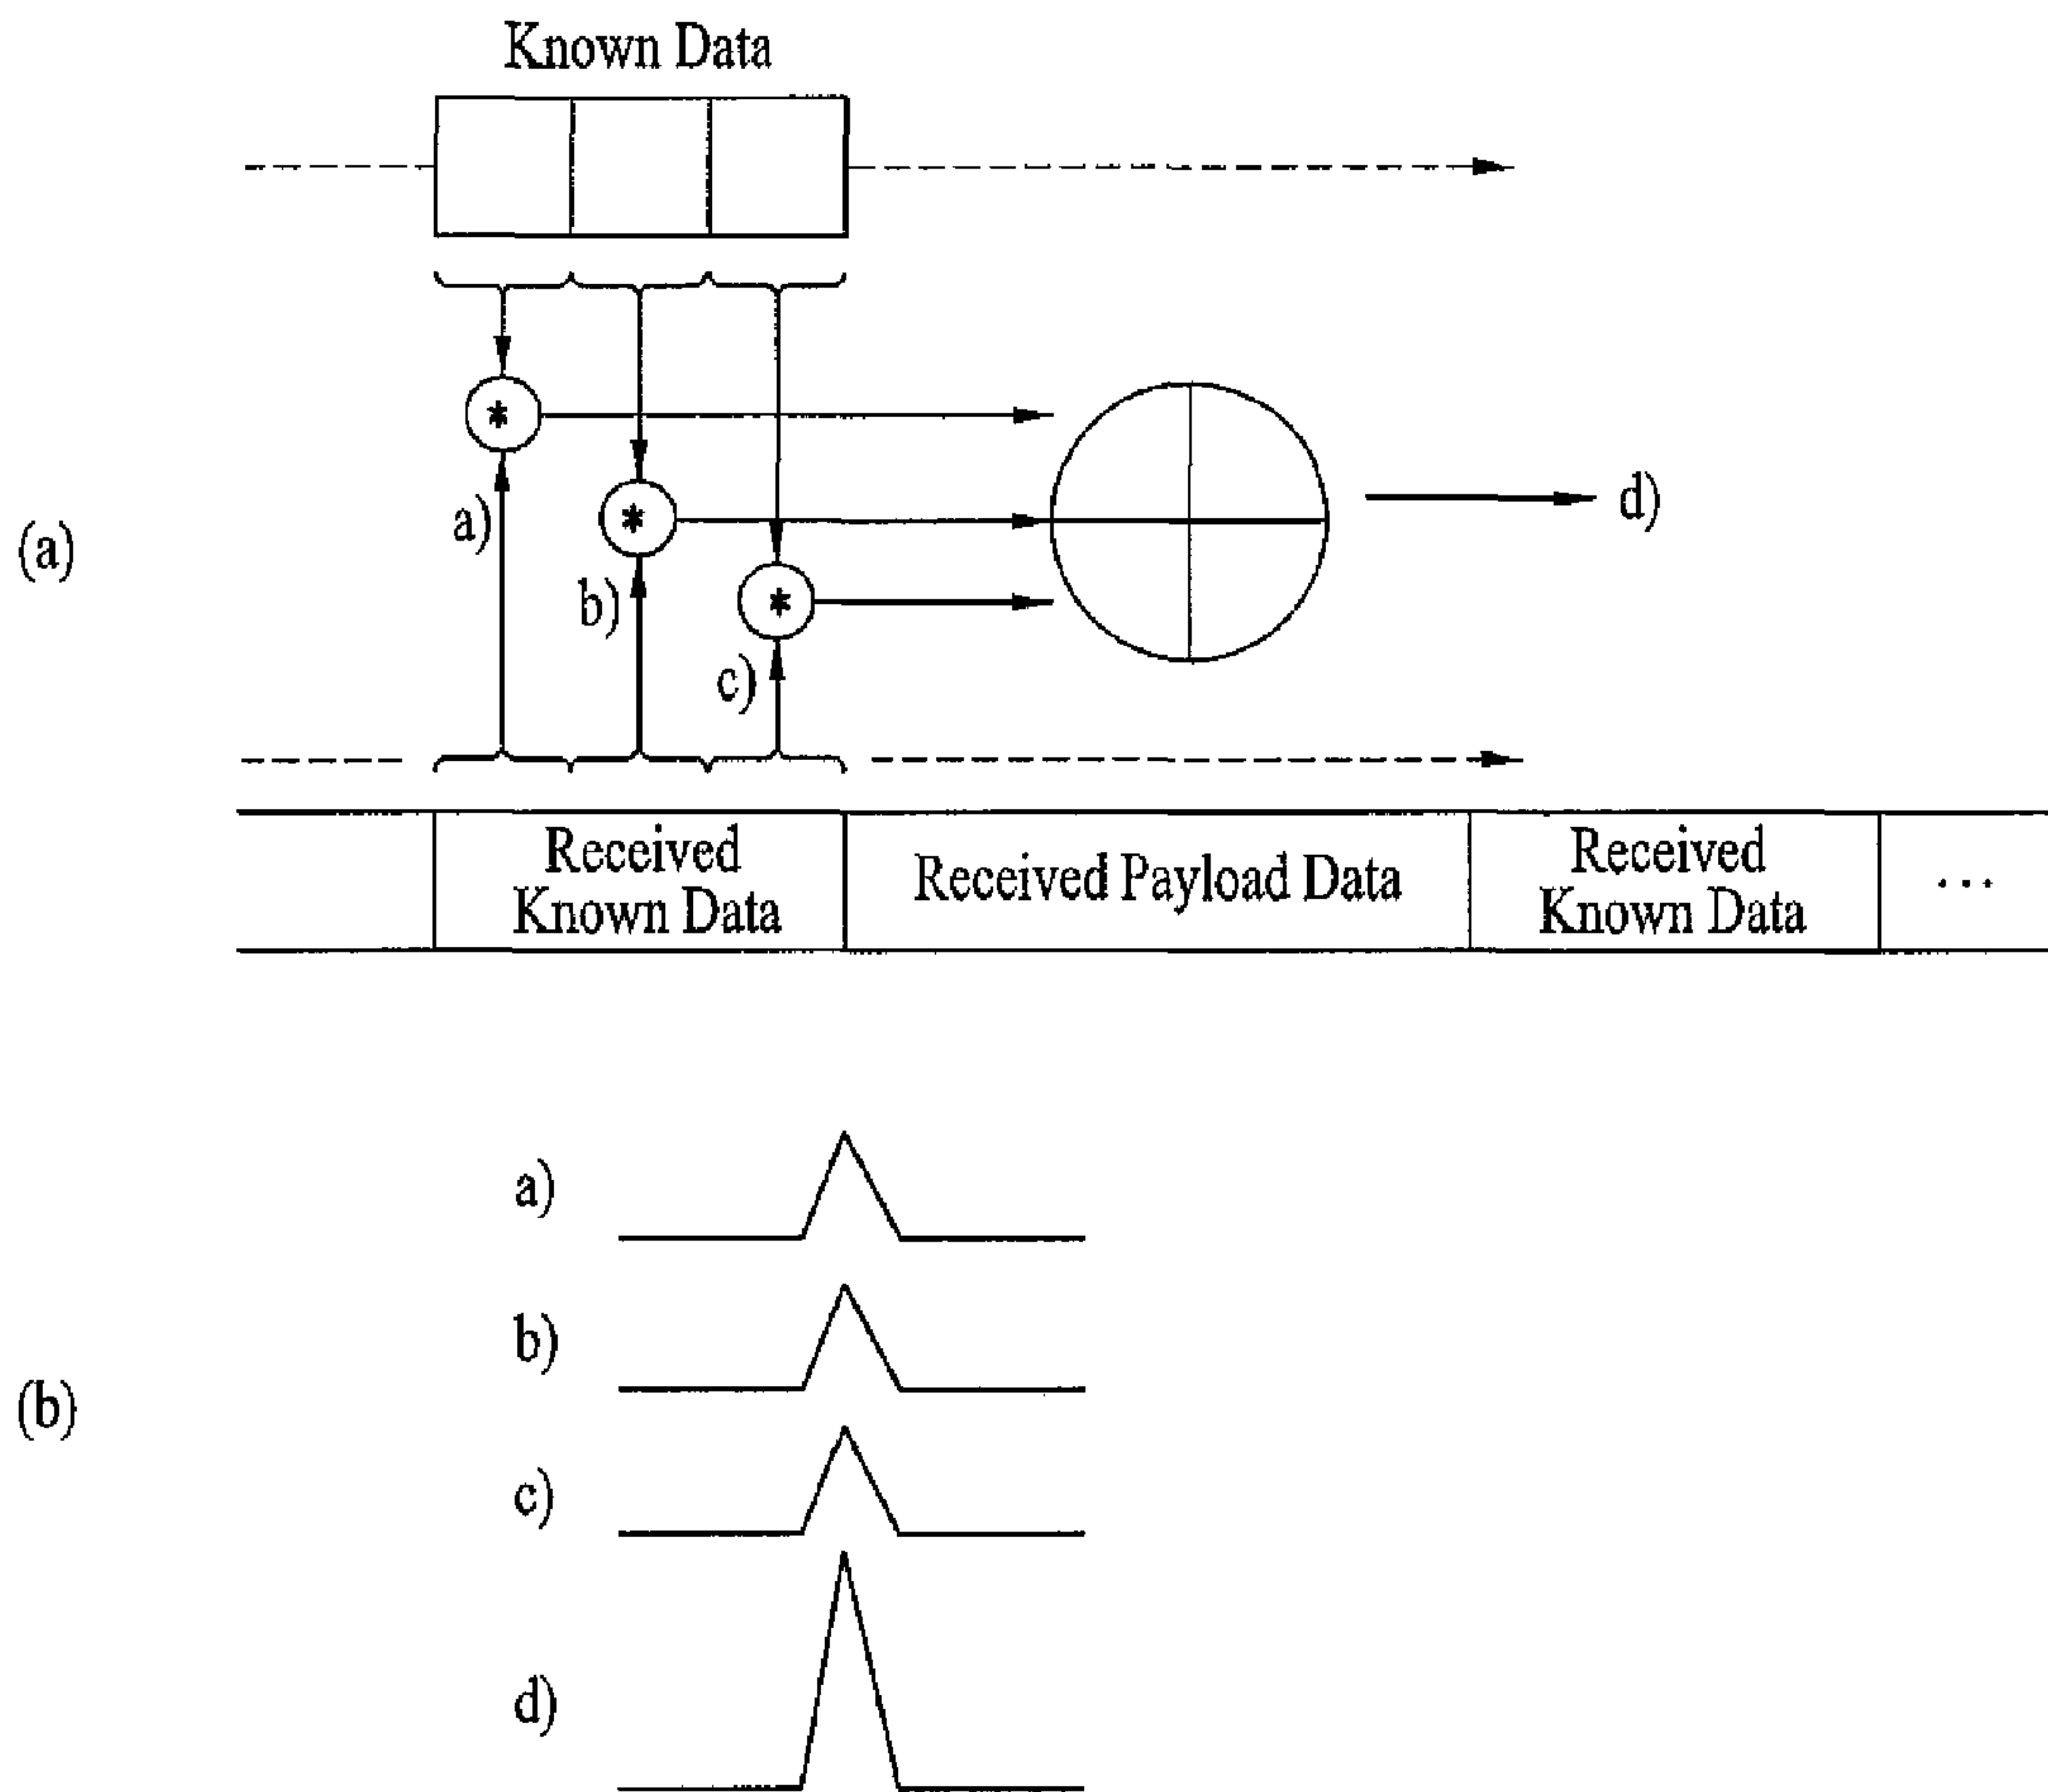 Known Data
*
a)
*
d)
(a)
b)
*
c)
Received
Known Data
Received Payload Data
Received
Known Data
...
a)
b)
(b)
c)
d)